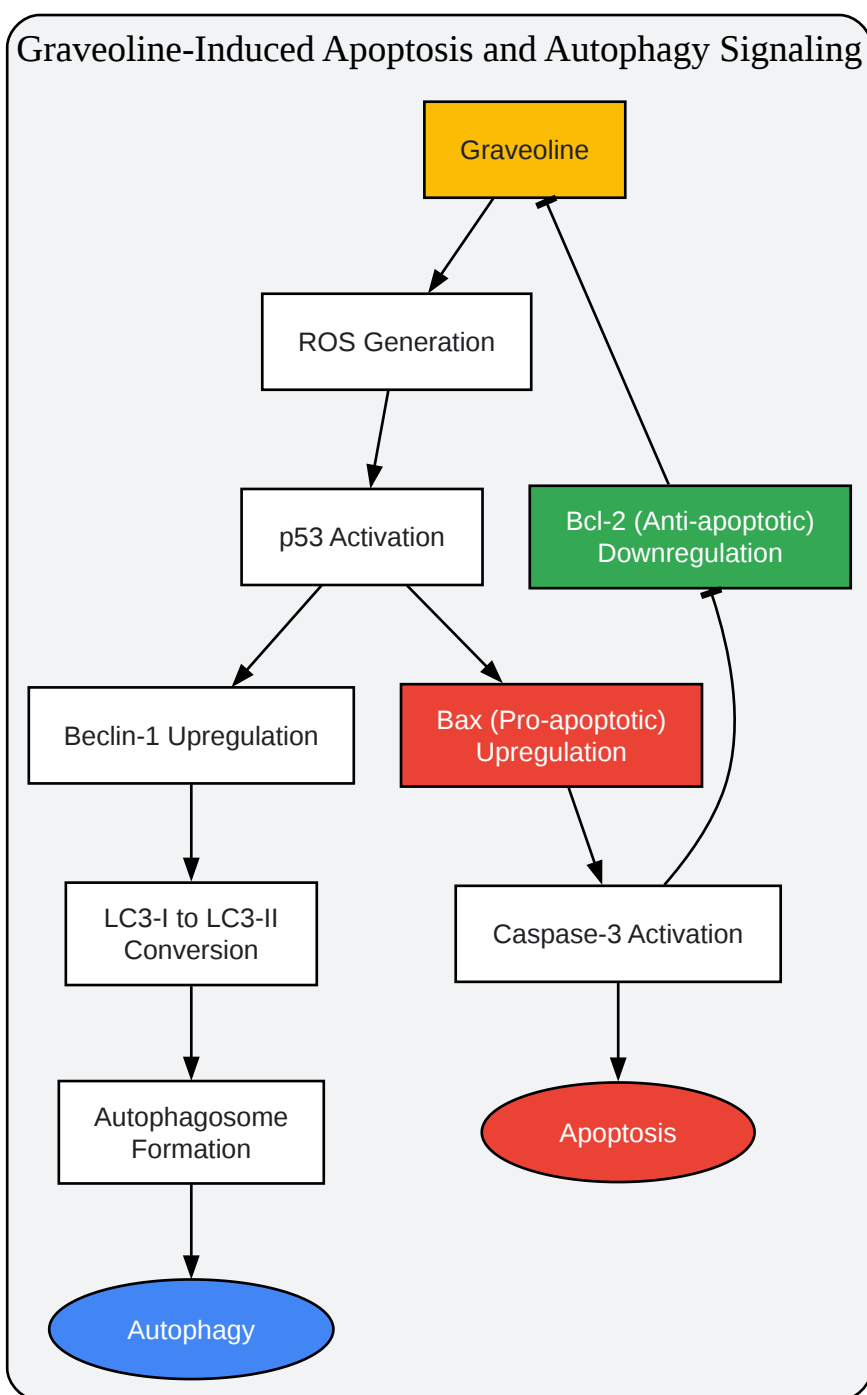 Graveoline-Induced Apoptosis and Autophagy Signaling
Graveoline
ROS Generation
p53 Activation
Bcl-2 (Anti-apoptotic)
Downregulation
Beclin-1 Upregulation
Bax (Pro-apoptotic)
Upregulation
LC3-I to LC3-II
Conversion
Caspase-3 Activation
Autophagosome
Formation
Apoptosis
Autophagy